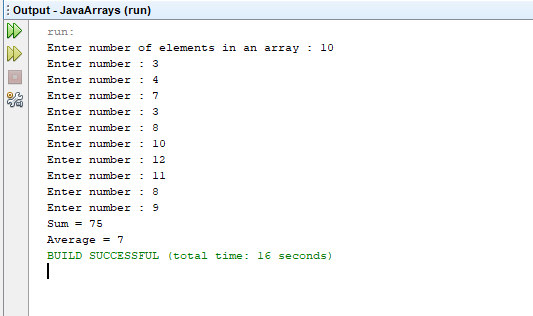 Output - JavaArrays (run)
run:
Enter number of elements in an array : 10
Enter number : 3
Enter number : 4
Enter number : 7
Enter number : 3
Enter number : 8
Enter number : 10
Enter number : 12
Enter number : 11
Enter number : 8
Enter number : 9
Sum = 75
Average = 7
BUILD SUCCESSFUL (total time: 16 seconds)